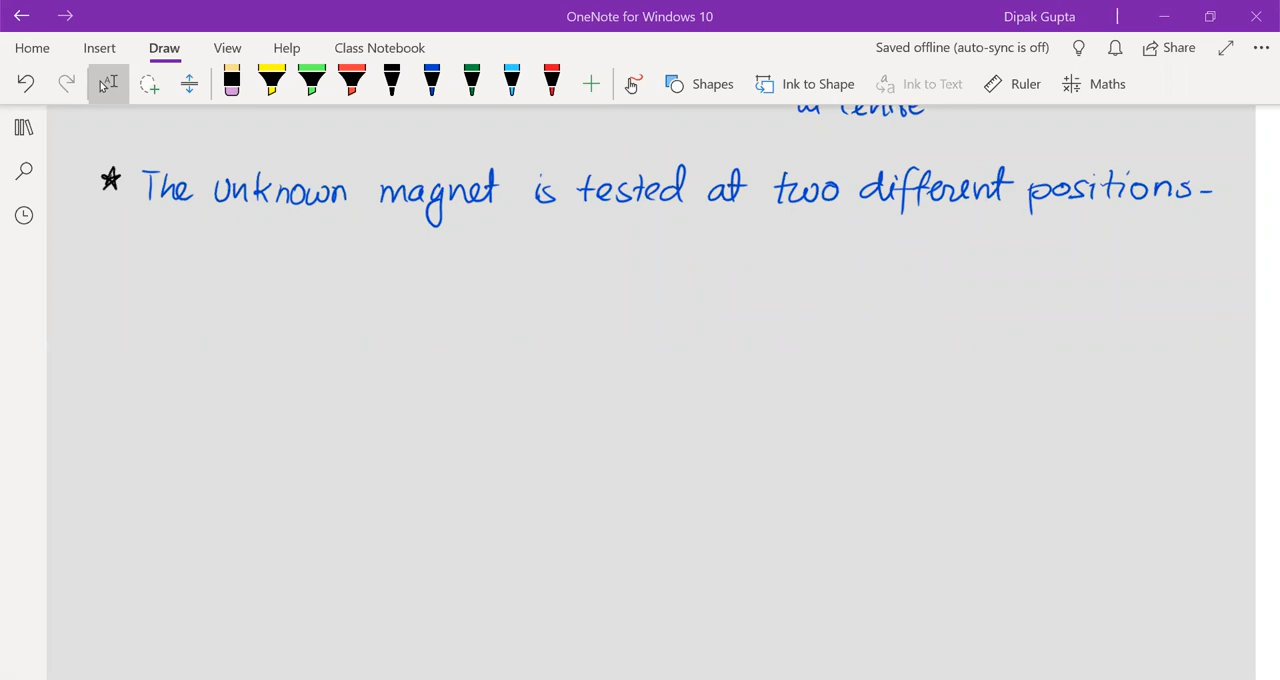 OneNote for Windows 10
Dipak Gupta
Home Insert Draw View Help Class Notebook
Saved offline (auto-sync is off) Share
Shapes Ink to Shape Ink to Text Ruler Maths
in centre
* The unknown magnet is tested at two different positions-